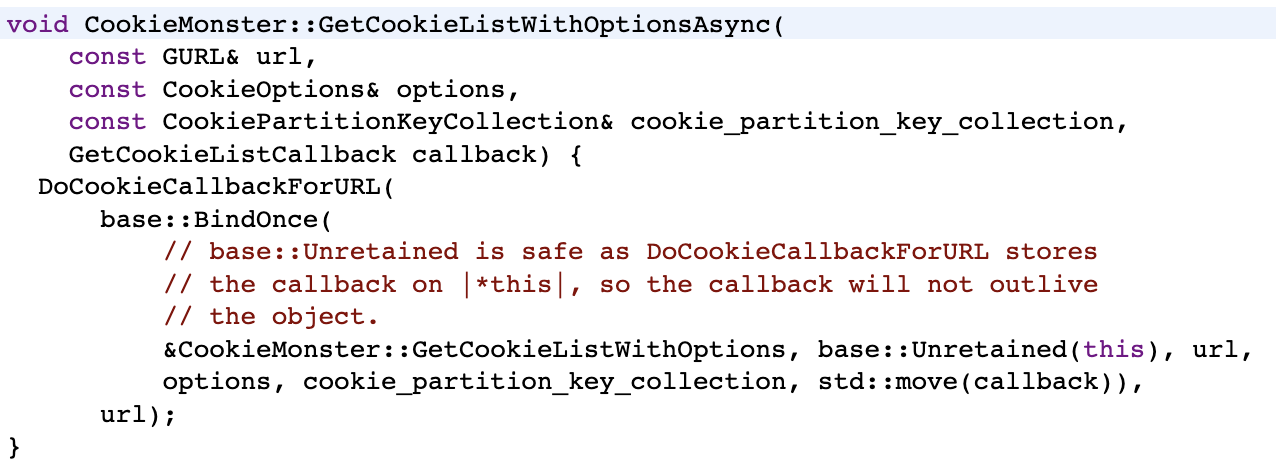 void CookieMonster::GetCookieListWithOptionsAsync(
    const GURL& url,
    const CookieOptions& options,
    const CookiePartitionKeyCollection& cookie_partition_key_collection,
    GetCookieListCallback callback) {
  DoCookieCallbackForURL(
      base::BindOnce(
          // base::Unretained is safe as DoCookieCallbackForURL stores
          // the callback on |*this|, so the callback will not outlive
          // the object.
          &CookieMonster::GetCookieListWithOptions, base::Unretained(this), url,
          options, cookie_partition_key_collection, std::move(callback)),
      url);
}